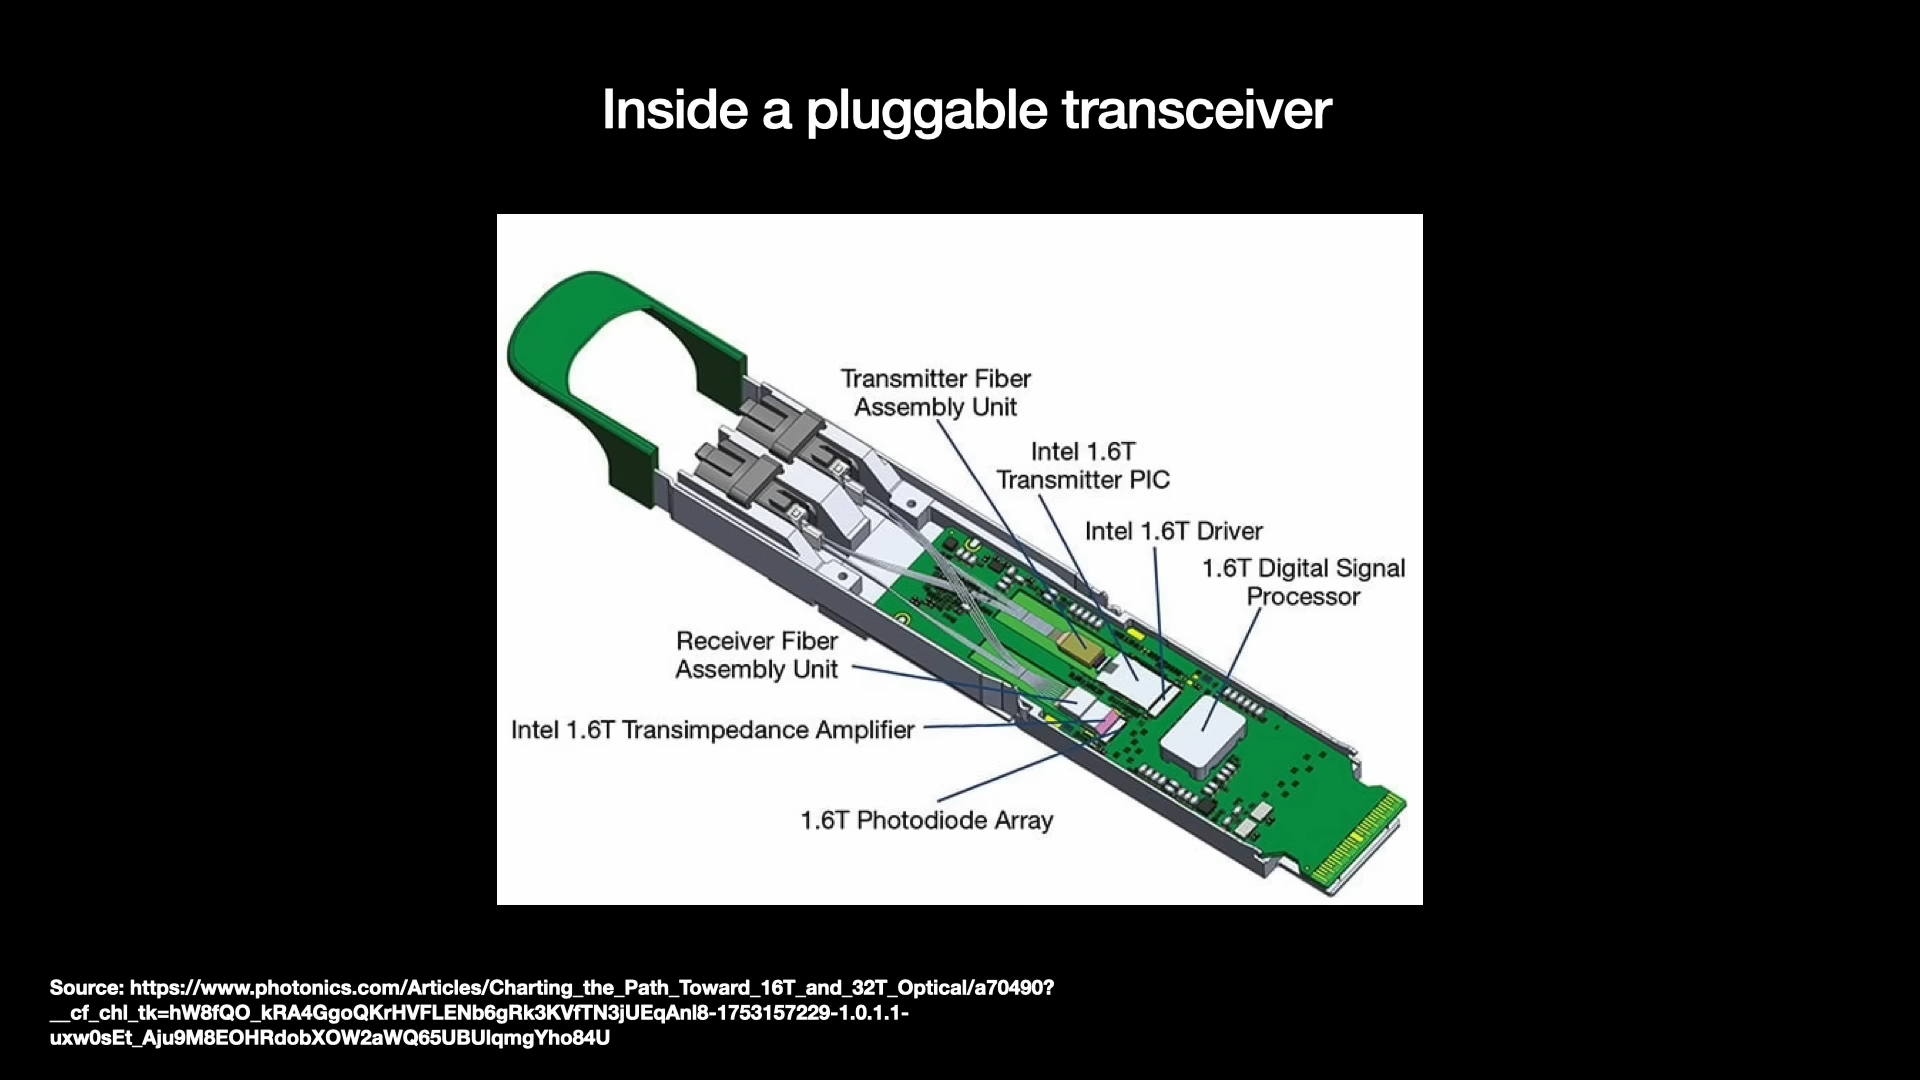 Inside a pluggable transceiver
Transmitter Fiber
Assembly Unit
Intel 1.6T
Transmitter PIC
Intel 1.6T Driver
1.6T Digital Signal
Processor
Receiver Fiber
Assembly Unit
Intel 1.6T Transimpedance Amplifier
1.6T Photodiode Array
Source: https://www.photonics.com/Articles/Charting_the_Path_Toward_16T_and_32T_Optical/a70490?
__cf_chl_tk=hW8fQO_kRA4GgoQKrHVFLENb6gRk3KVfTN3jUEqAnI8-1753157229-1.0.1.1-
uxw0sEt_Aju9M8EOHRdobXOW2aWQ65UBUlqmgYho84U